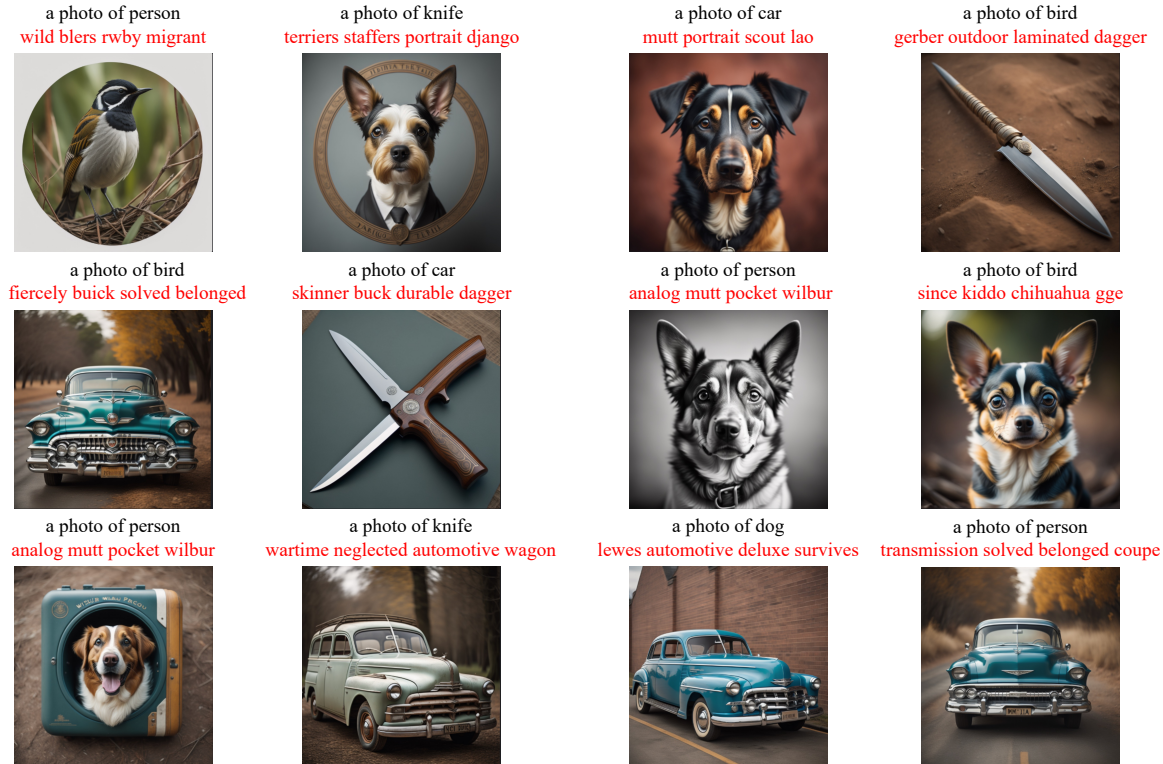 a photo of person
wild blers rwby migrant
a photo of knife
terriers staffers portrait django
a photo of car
mutt portrait scout lao
a photo of bird
gerber outdoor laminated dagger
a photo of bird
fiercely buick solved belonged
a photo of car
skinner buck durable dagger
a photo of person
analog mutt pocket wilbur
a photo of bird
since kiddo chihuahua gge
a photo of person
analog mutt pocket wilbur
a photo of knife
wartime neglected automotive wagon
a photo of dog
lewes automotive deluxe survives
a photo of person
transmission solved belonged coupe